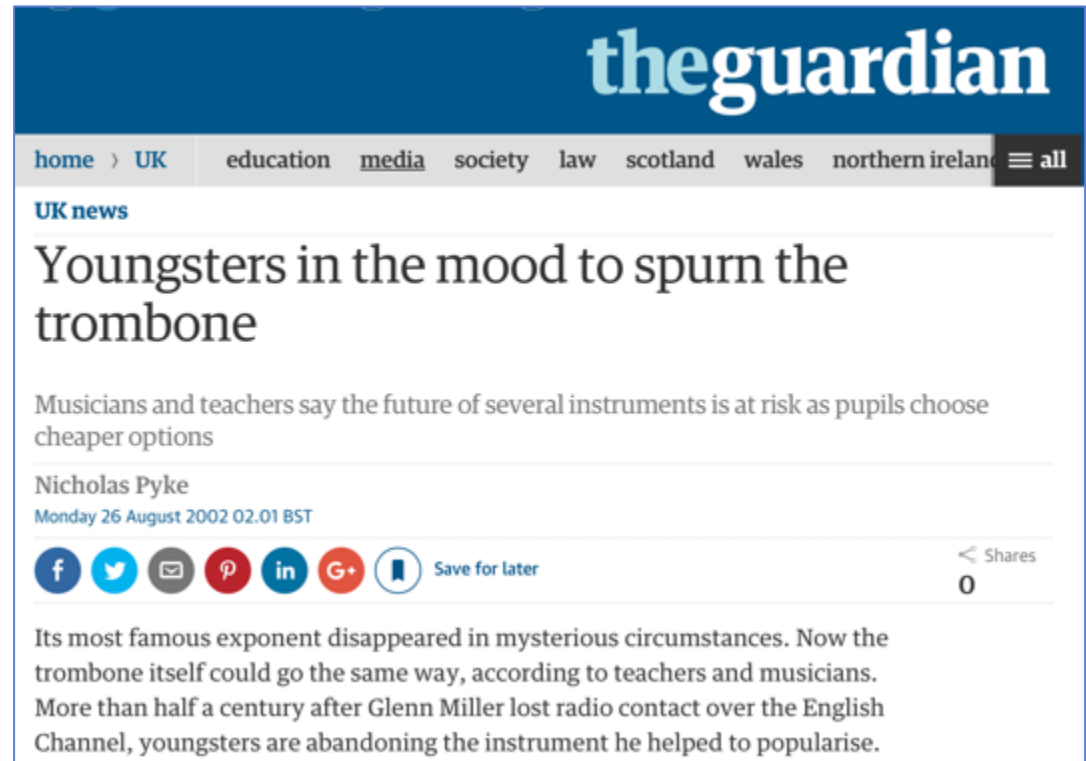 theguardian
home › UK education media society law scotland wales northern irelan ≡ all
UK news
Youngsters in the mood to spurn the
trombone
Musicians and teachers say the future of several instruments is at risk as pupils choose
cheaper options
Nicholas Pyke
Monday 26 August 2002 02.01 BST
Save for later
Shares
0
Its most famous exponent disappeared in mysterious circumstances. Now the
trombone itself could go the same way, according to teachers and musicians.
More than half a century after Glenn Miller lost radio contact over the English
Channel, youngsters are abandoning the instrument he helped to popularise.